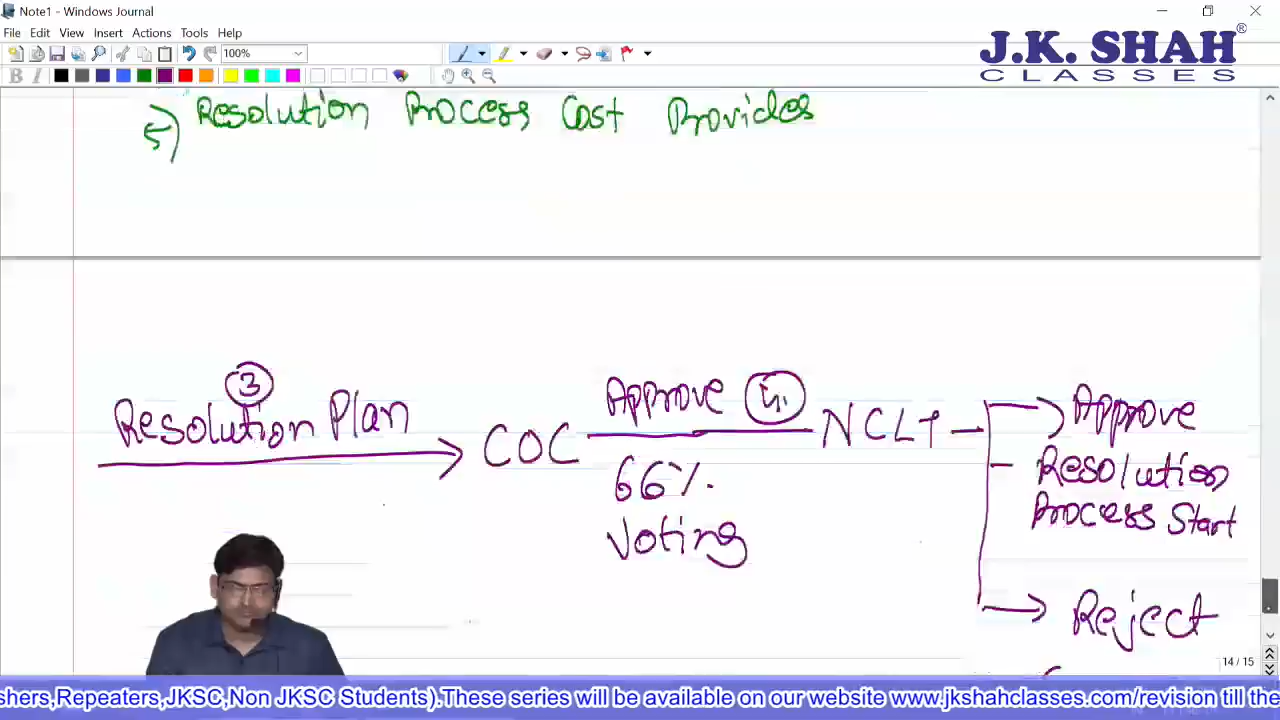 Note1 - Windows Journal
File Edit View Insert Actions Tools Help
100%
J.K. SHAH®
CLASSES
5) Resolution Process Cost Provides
3
Resolution Plan
COC
Approve 4.
66%
Voting
NCLT
Approve
Resolution
Process Start
Reject
14 / 15
shers,Repeaters,JKSC,Non JKSC Students).These series will be available on our website www.jkshahclasses.com/revision till the